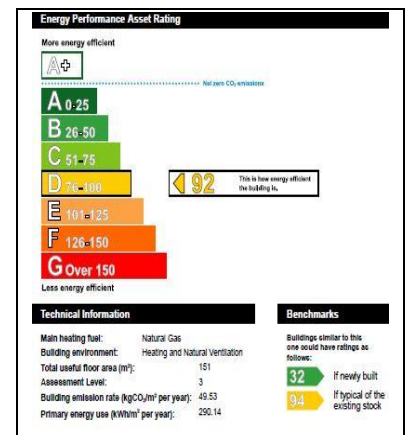 Energy Performance Asset Rating
More energy efficient
A+
Net zero CO₂ emissions
A 0-25
B 26-50
C 51-75
D 76-100
92
This is how energy efficient
the building is.
E 101-125
F 126-150
G Over 150
Less energy efficient
Technical Information
Main heating fuel: Natural Gas
Building environment: Heating and Natural Ventilation
Total useful floor area (m²): 151
Assessment Level: 3
Building emission rate (kgCO₂/m² per year): 49.53
Primary energy use (kWh/m² per year): 290.14
Benchmarks
Buildings similar to this
one could have ratings as
follows:
32 If newly built
94 If typical of the
existing stock